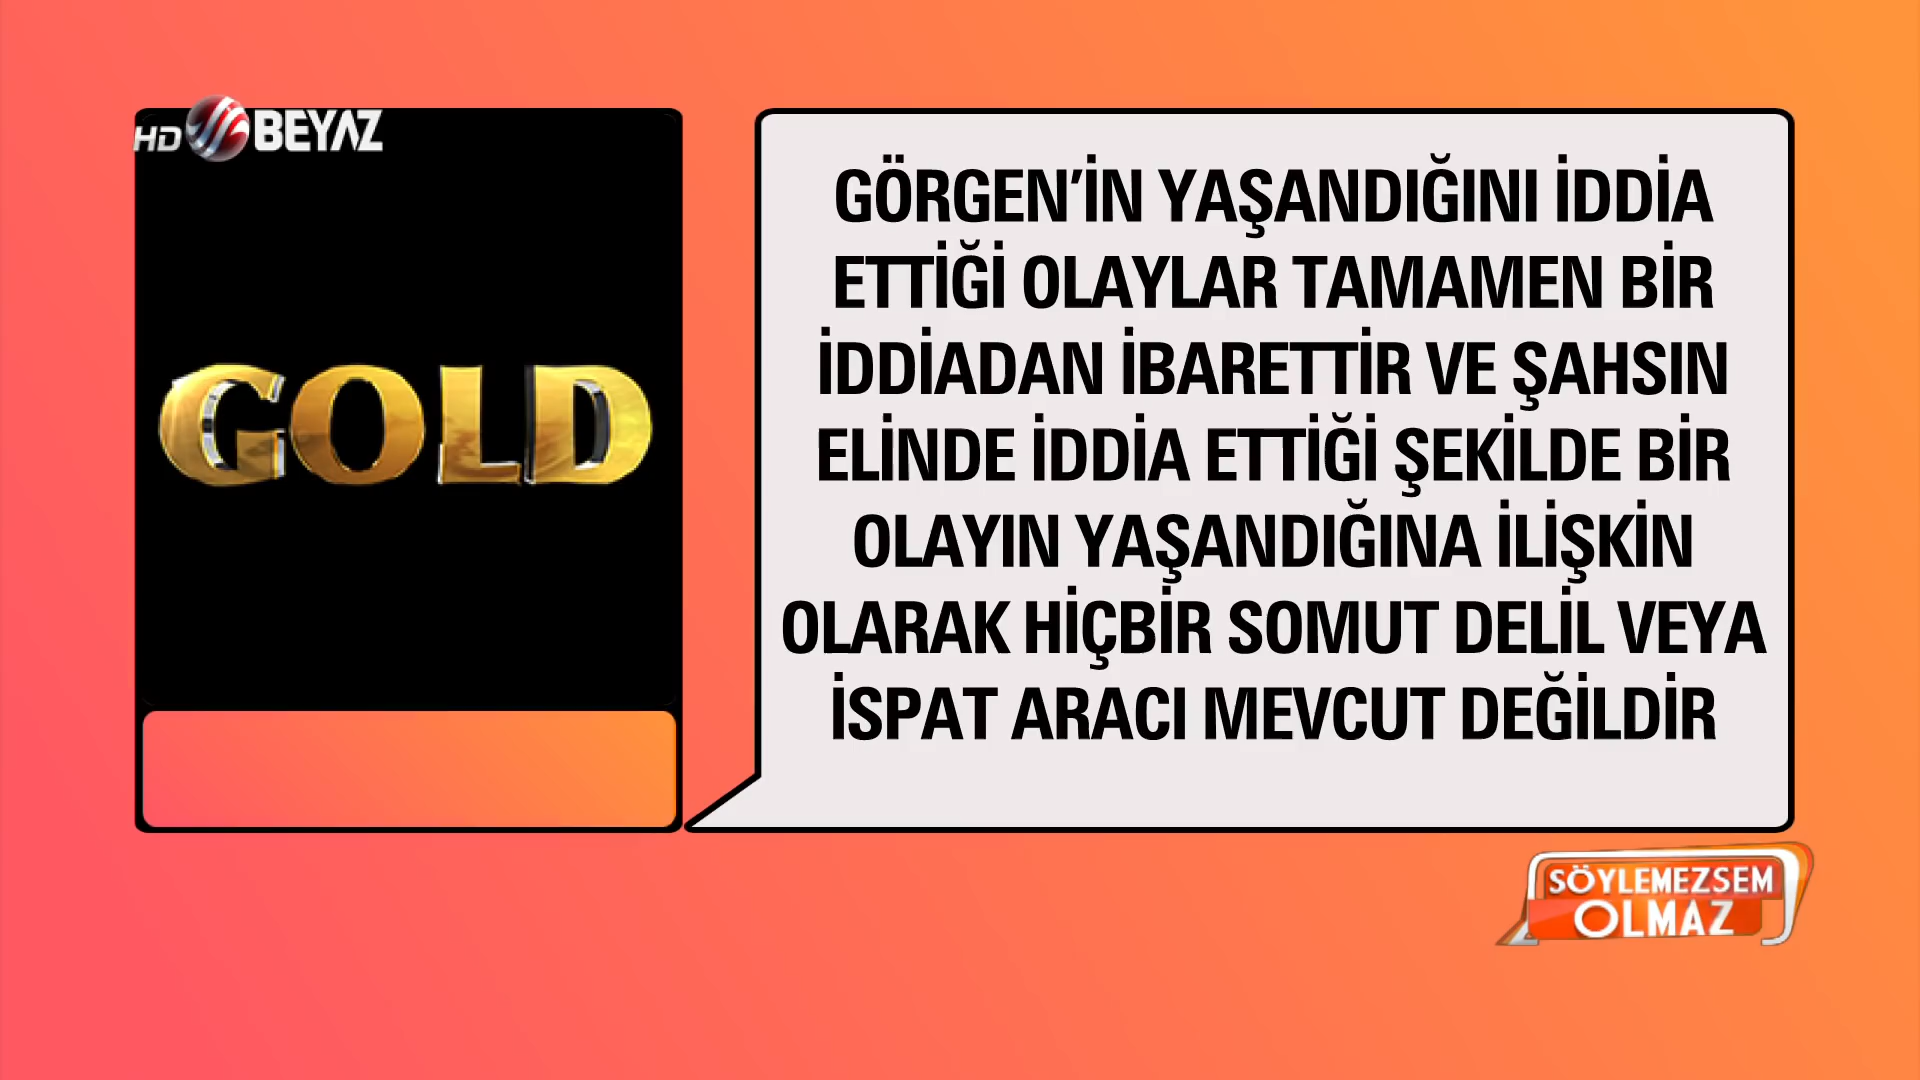 HD BEYAZ
GOLD
GÖRGEN’İN YAŞANDIĞINI İDDİA
ETTİĞİ OLAYLAR TAMAMEN BİR
İDDİADAN İBARETTİR VE ŞAHSIN
ELİNDE İDDİA ETTİĞİ ŞEKİLDE BİR
OLAYIN YAŞANDIĞINA İLİŞKİN
OLARAK HİÇBİR SOMUT DELİL VEYA
İSPAT ARACI MEVCUT DEĞİLDİR
SÖYLEMEZSEM
OLMAZ